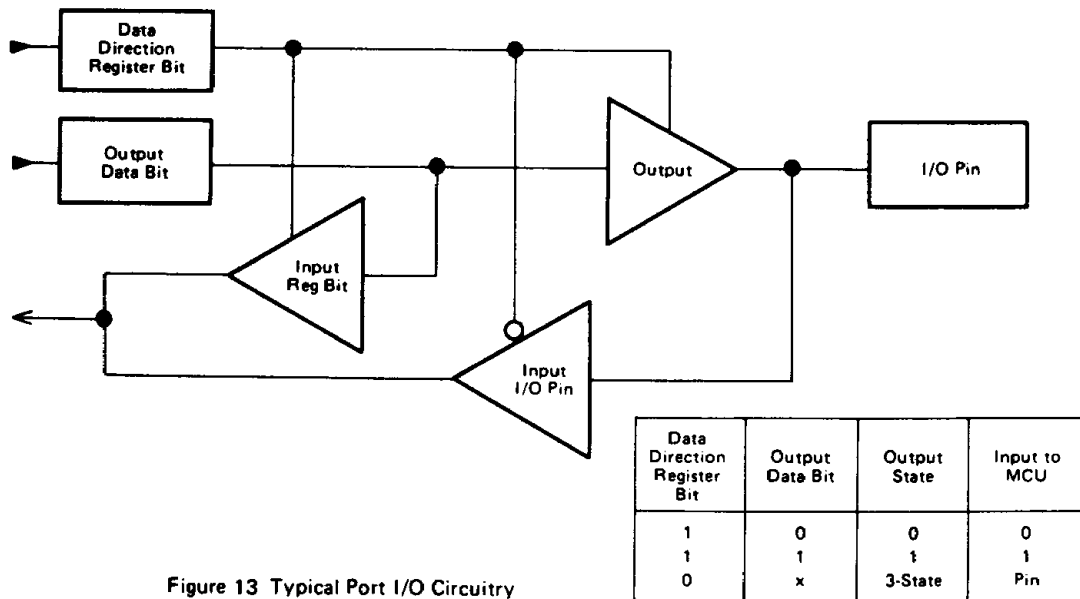 Data
Direction
Register Bit
Output
Data Bit
Output
I/O Pin
Input
Reg Bit
Input
I/O Pin
Data
Direction
Register
Bit
Output
Data Bit
Output
State
Input to
MCU
1 0 0 0
1 1 1 1
0 x 3-State Pin
Figure 13 Typical Port I/O Circuitry